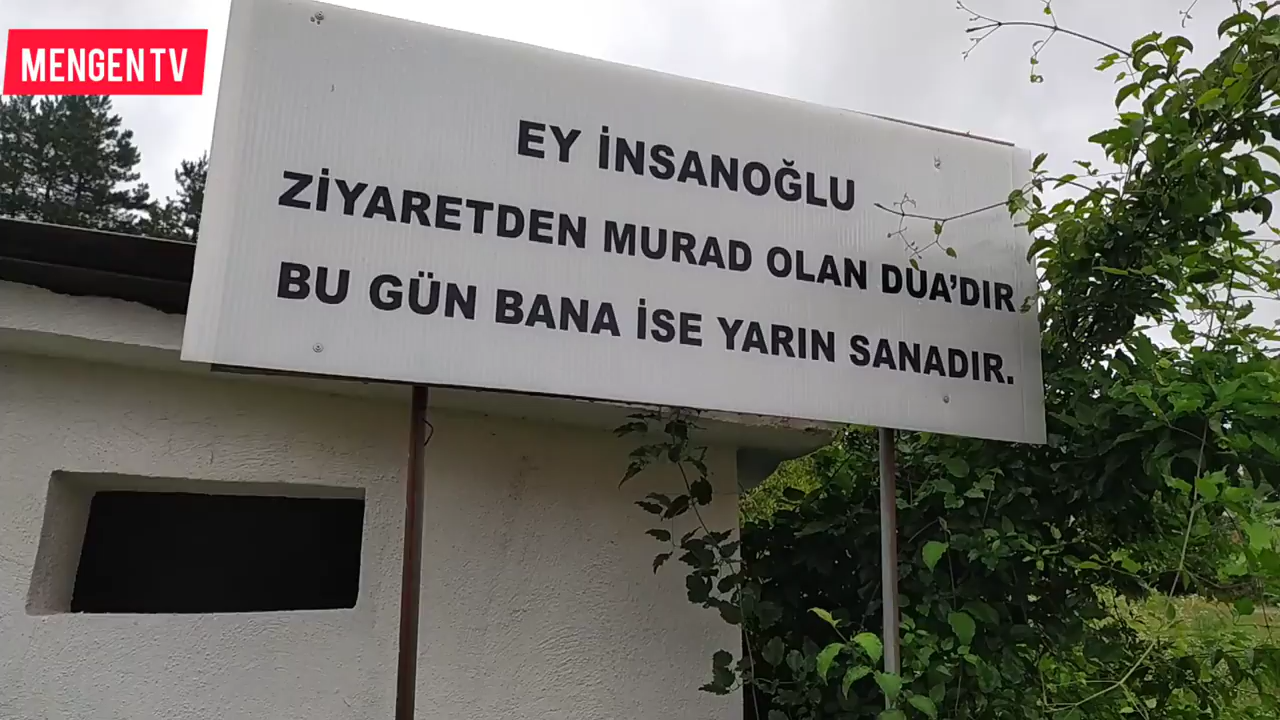 MENGEN TV
EY İNSANOĞLU
ZİYARETDEN MURAD OLAN DUA'DIR
BU GÜN BANA İSE YARIN SANADIR.